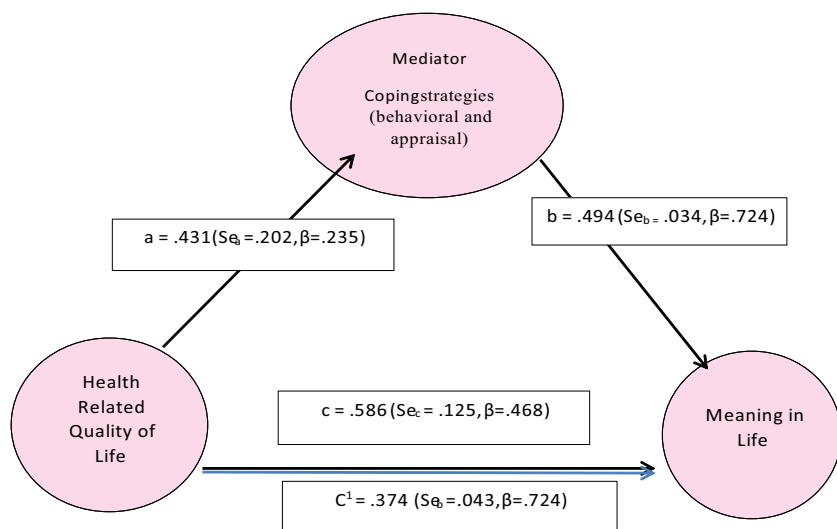 Mediator
Copingstrategies
(behavioral and
appraisal)
a = .431(Seₐ=.202,β=.235)
b = .494 (Se_b = .034,β=.724)
Health
Related
Quality of
Life
c = .586 (Se_c = .125,β=.468)
Meaning in
Life
C¹ = .374 (Se_b=.043,β=.724)